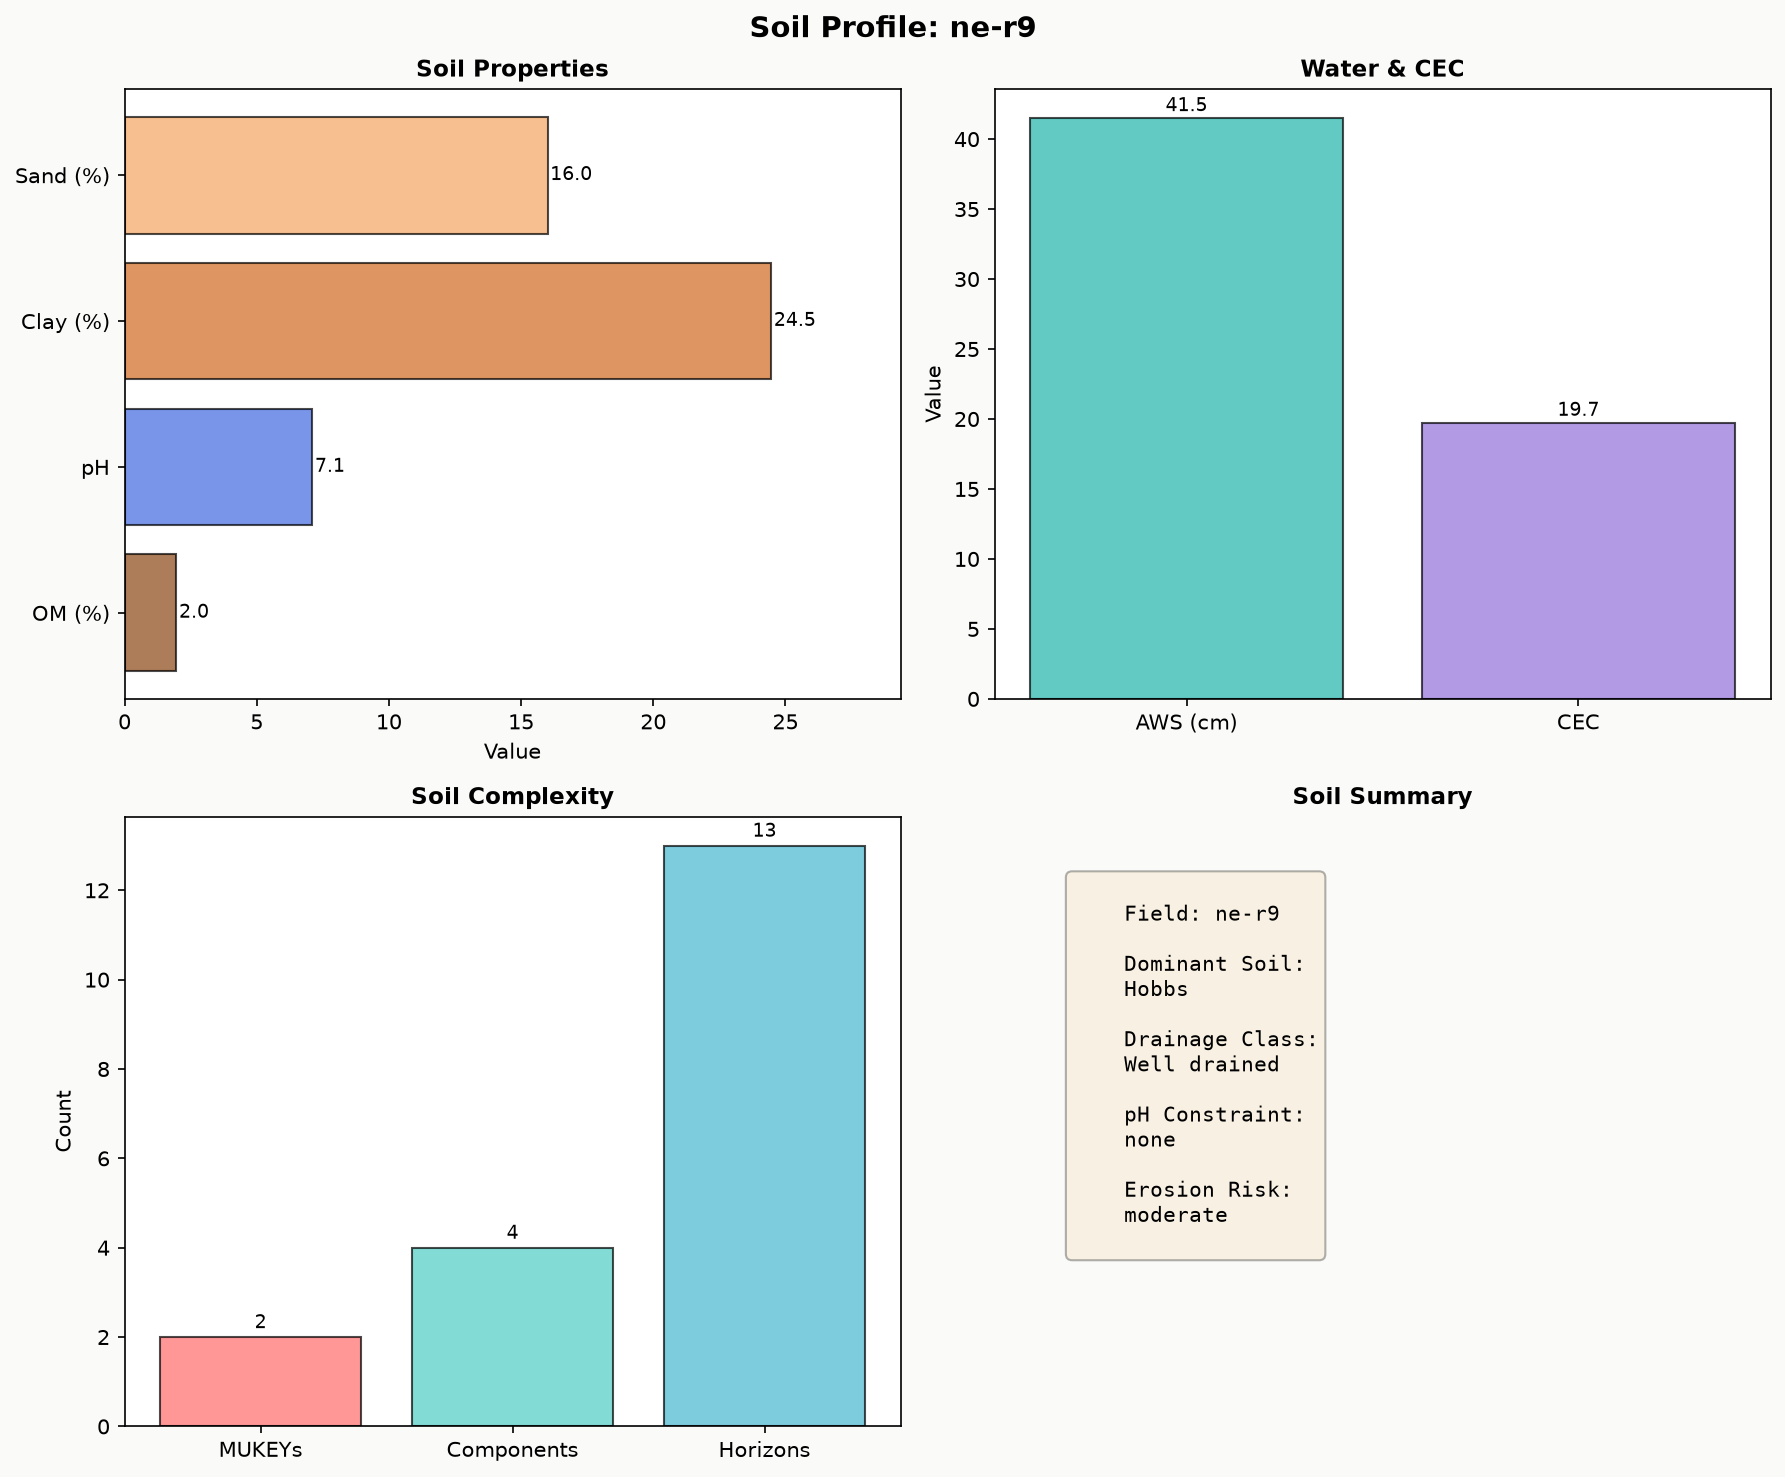 Soil Profile: ne-r9
Soil Properties
Sand (%)
16.0
Clay (%)
24.5
pH
7.1
OM (%)
2.0
0 5 10 15 20 25
Value
Water & CEC
Value
40
35
30
25
20
15
10
5
0
41.5
19.7
AWS (cm) CEC
Soil Complexity
Count
12
10
8
6
4
2
0
2
4
13
MUKEYs Components Horizons
Soil Summary
Field: ne-r9
Dominant Soil:
Hobbs
Drainage Class:
Well drained
pH Constraint:
none
Erosion Risk:
moderate